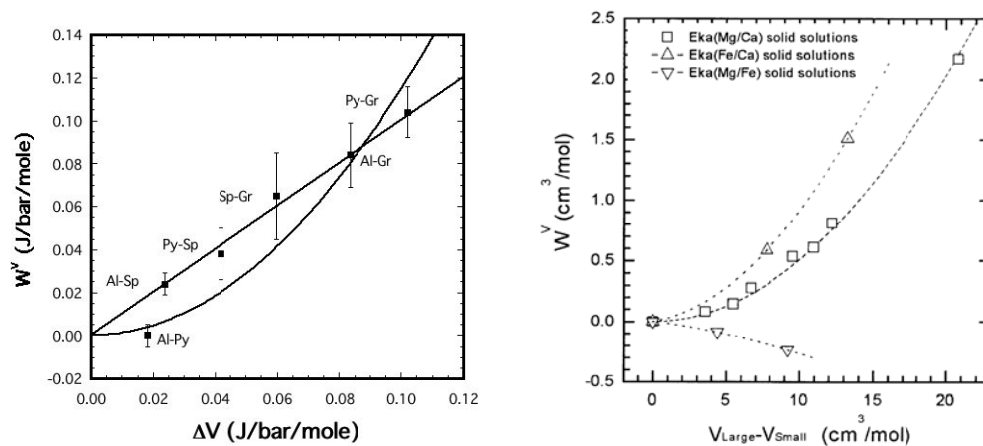 0.14
0.12
0.10
0.08
0.06
0.04
0.02
0.00
-0.02
W^V (J/bar/mole)
Py-Gr
Al-Gr
Sp-Gr
Py-Sp
Al-Sp
Al-Py
0.00 0.02 0.04 0.06 0.08 0.10 0.12
ΔV (J/bar/mole)
2.5
2.0
1.5
1.0
0.5
0.0
-0.5
W^V (cm^3/mol)
Eka(Mg/Ca) solid solutions
Eka(Fe/Ca) solid solutions
Eka(Mg/Fe) solid solutions
0 5 10 15 20
V_Large-V_Small (cm^3/mol)